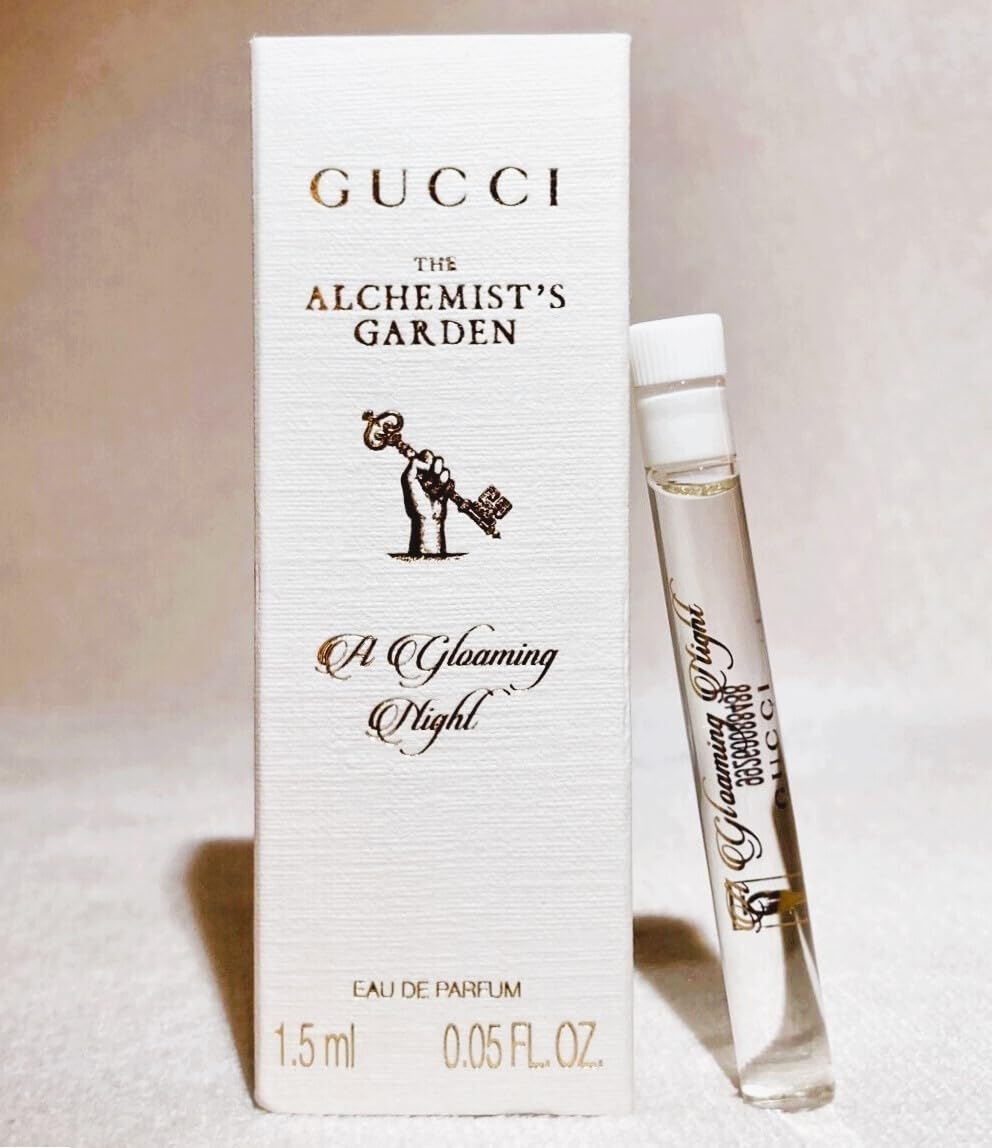 GUCCI
THE
ALCHEMIST'S
GARDEN
A Gloaming
Night
EAU DE PARFUM
1.5 ml 0.05 FL. OZ.
A Gloaming Night
GUCCI